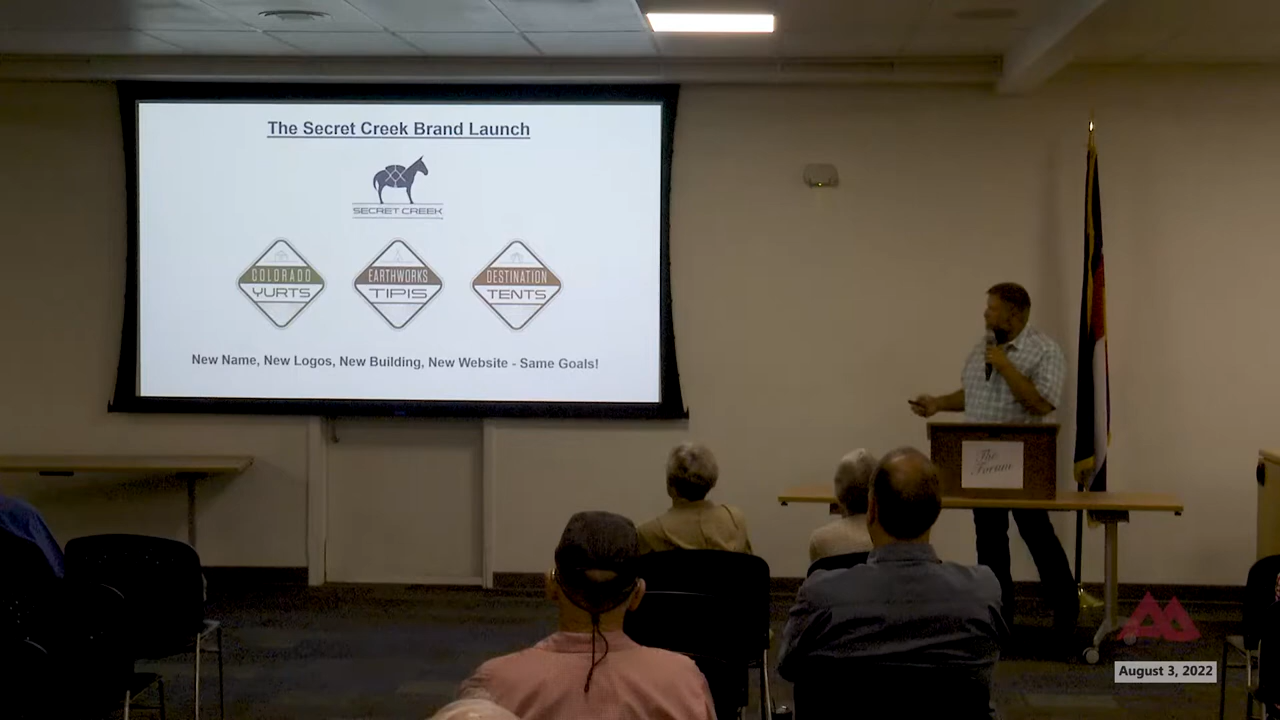 The Secret Creek Brand Launch
SECRET CREEK
COLORADO
YURTS
EARTHWORKS
TIPIS
DESTINATION
TENTS
New Name, New Logos, New Building, New Website - Same Goals!
The
Forum
August 3, 2022